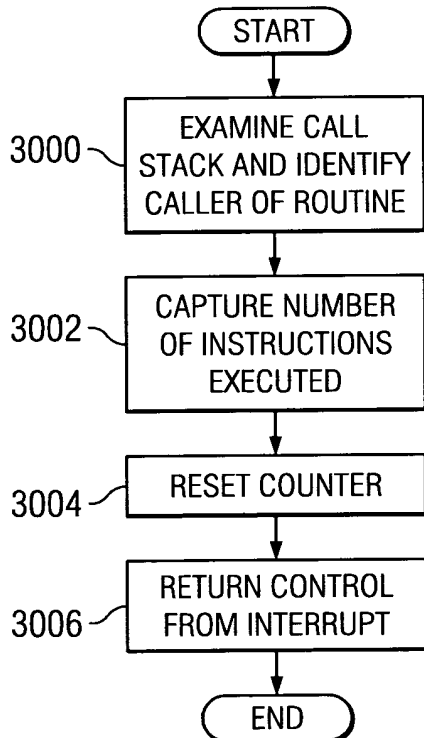 START
3000
EXAMINE CALL
STACK AND IDENTIFY
CALLER OF ROUTINE
3002
CAPTURE NUMBER
OF INSTRUCTIONS
EXECUTED
3004
RESET COUNTER
3006
RETURN CONTROL
FROM INTERRUPT
END